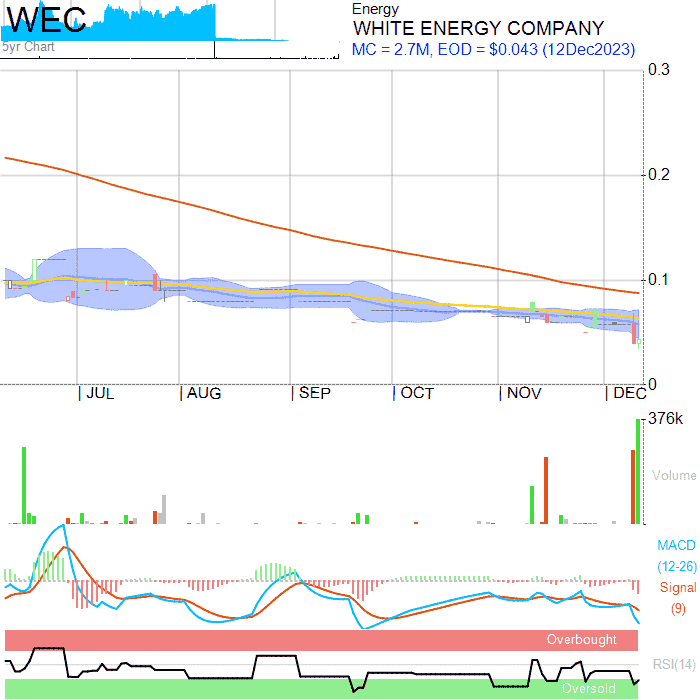 WEC
5yr Chart
Energy
WHITE ENERGY COMPANY
MC = 2.7M, EOD = $0.043 (12Dec2023)
0.3
0.2
0.1
0
| JUL | AUG | SEP | OCT | NOV | DEC
376k
Volume
MACD
(12-26)
Signal
(9)
Overbought
RSI(14)
Oversold